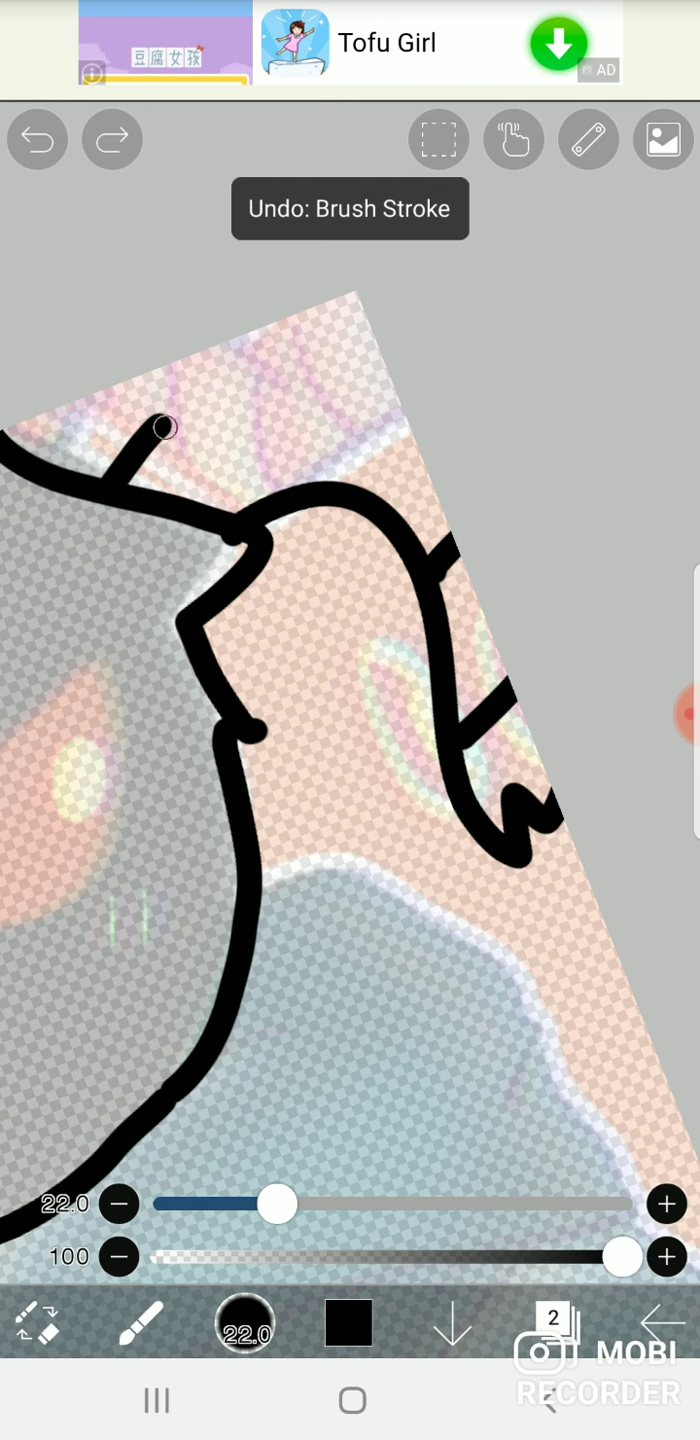 豆腐女孩
Tofu Girl
AD
Undo: Brush Stroke
22.0
100
22.0
2
MOBI
RECORDER